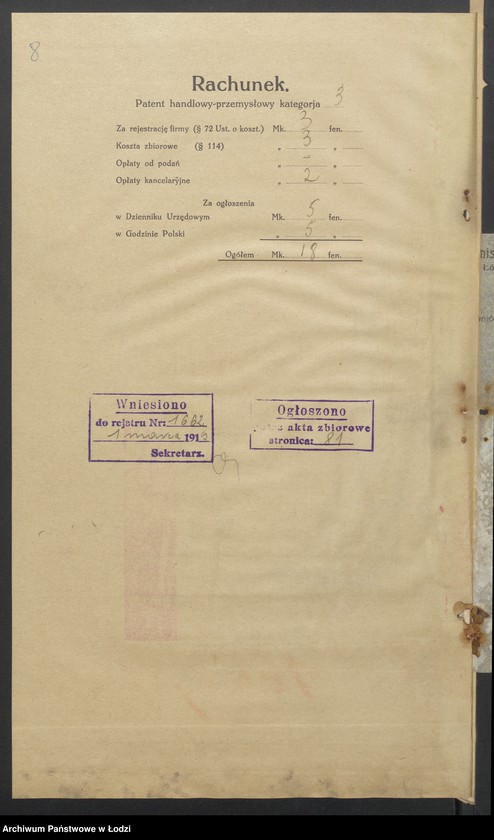 8
Rachunek.
Patent handlowy-przemysłowy kategorja 3
Za rejestrację firmy (§ 72 Ust. o koszt.) Mk. 3 fen.
Koszta zbiorowe (§ 114) „ 3 „
Opłaty od podań „ - „
Opłaty kancelaryjne „ 2 „
Za ogłoszenia
w Dzienniku Urzędowym Mk. 5 fen.
w Godzinie Polski „ 5 „
Ogółem Mk. 18 fen.
Wniesiono
do rejstru Nr: 1662
1 marca 191
Sekretarz.
Ogłoszono
akta zbiorowe
stronica: 81
Archiwum Państwowe w Łodzi